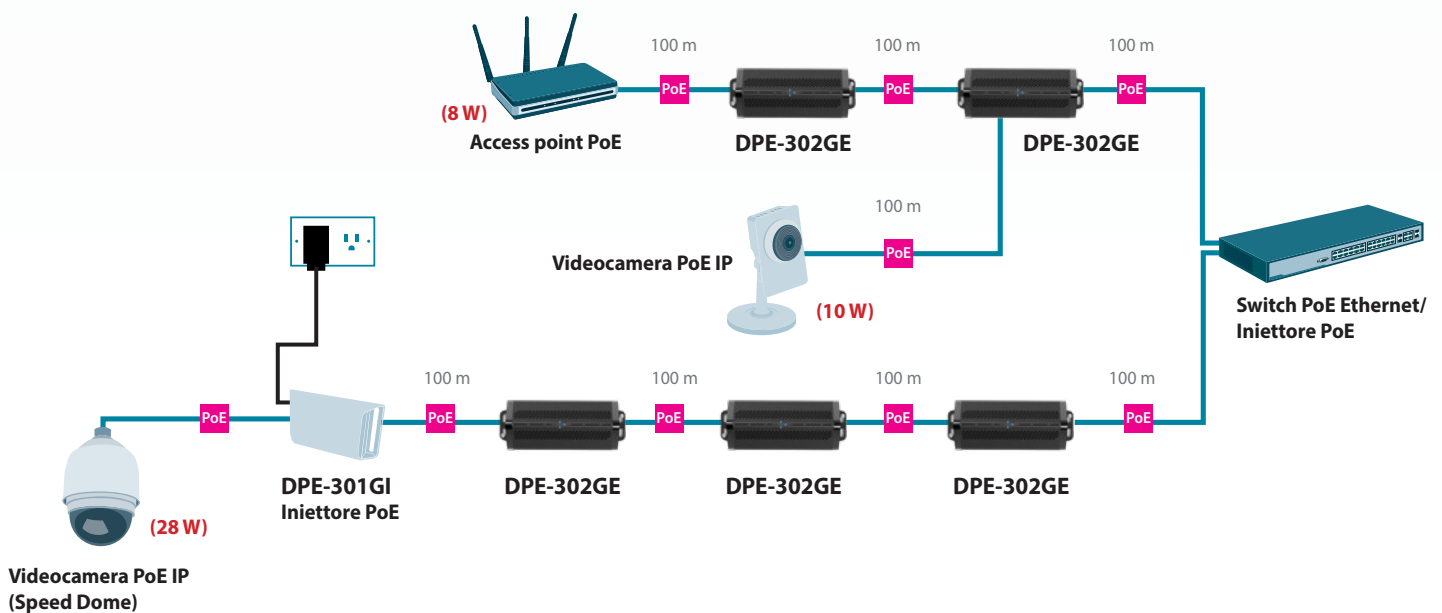 100 m
100 m
100 m
PoE
PoE
PoE
(8 W)
Access point PoE
DPE-302GE
DPE-302GE
100 m
PoE
Videocamera PoE IP
(10 W)
Switch PoE Ethernet/
Iniettore PoE
100 m
100 m
100 m
100 m
PoE
PoE
PoE
PoE
PoE
DPE-301GI
Iniettore PoE
DPE-302GE
DPE-302GE
DPE-302GE
(28 W)
Videocamera PoE IP
(Speed Dome)